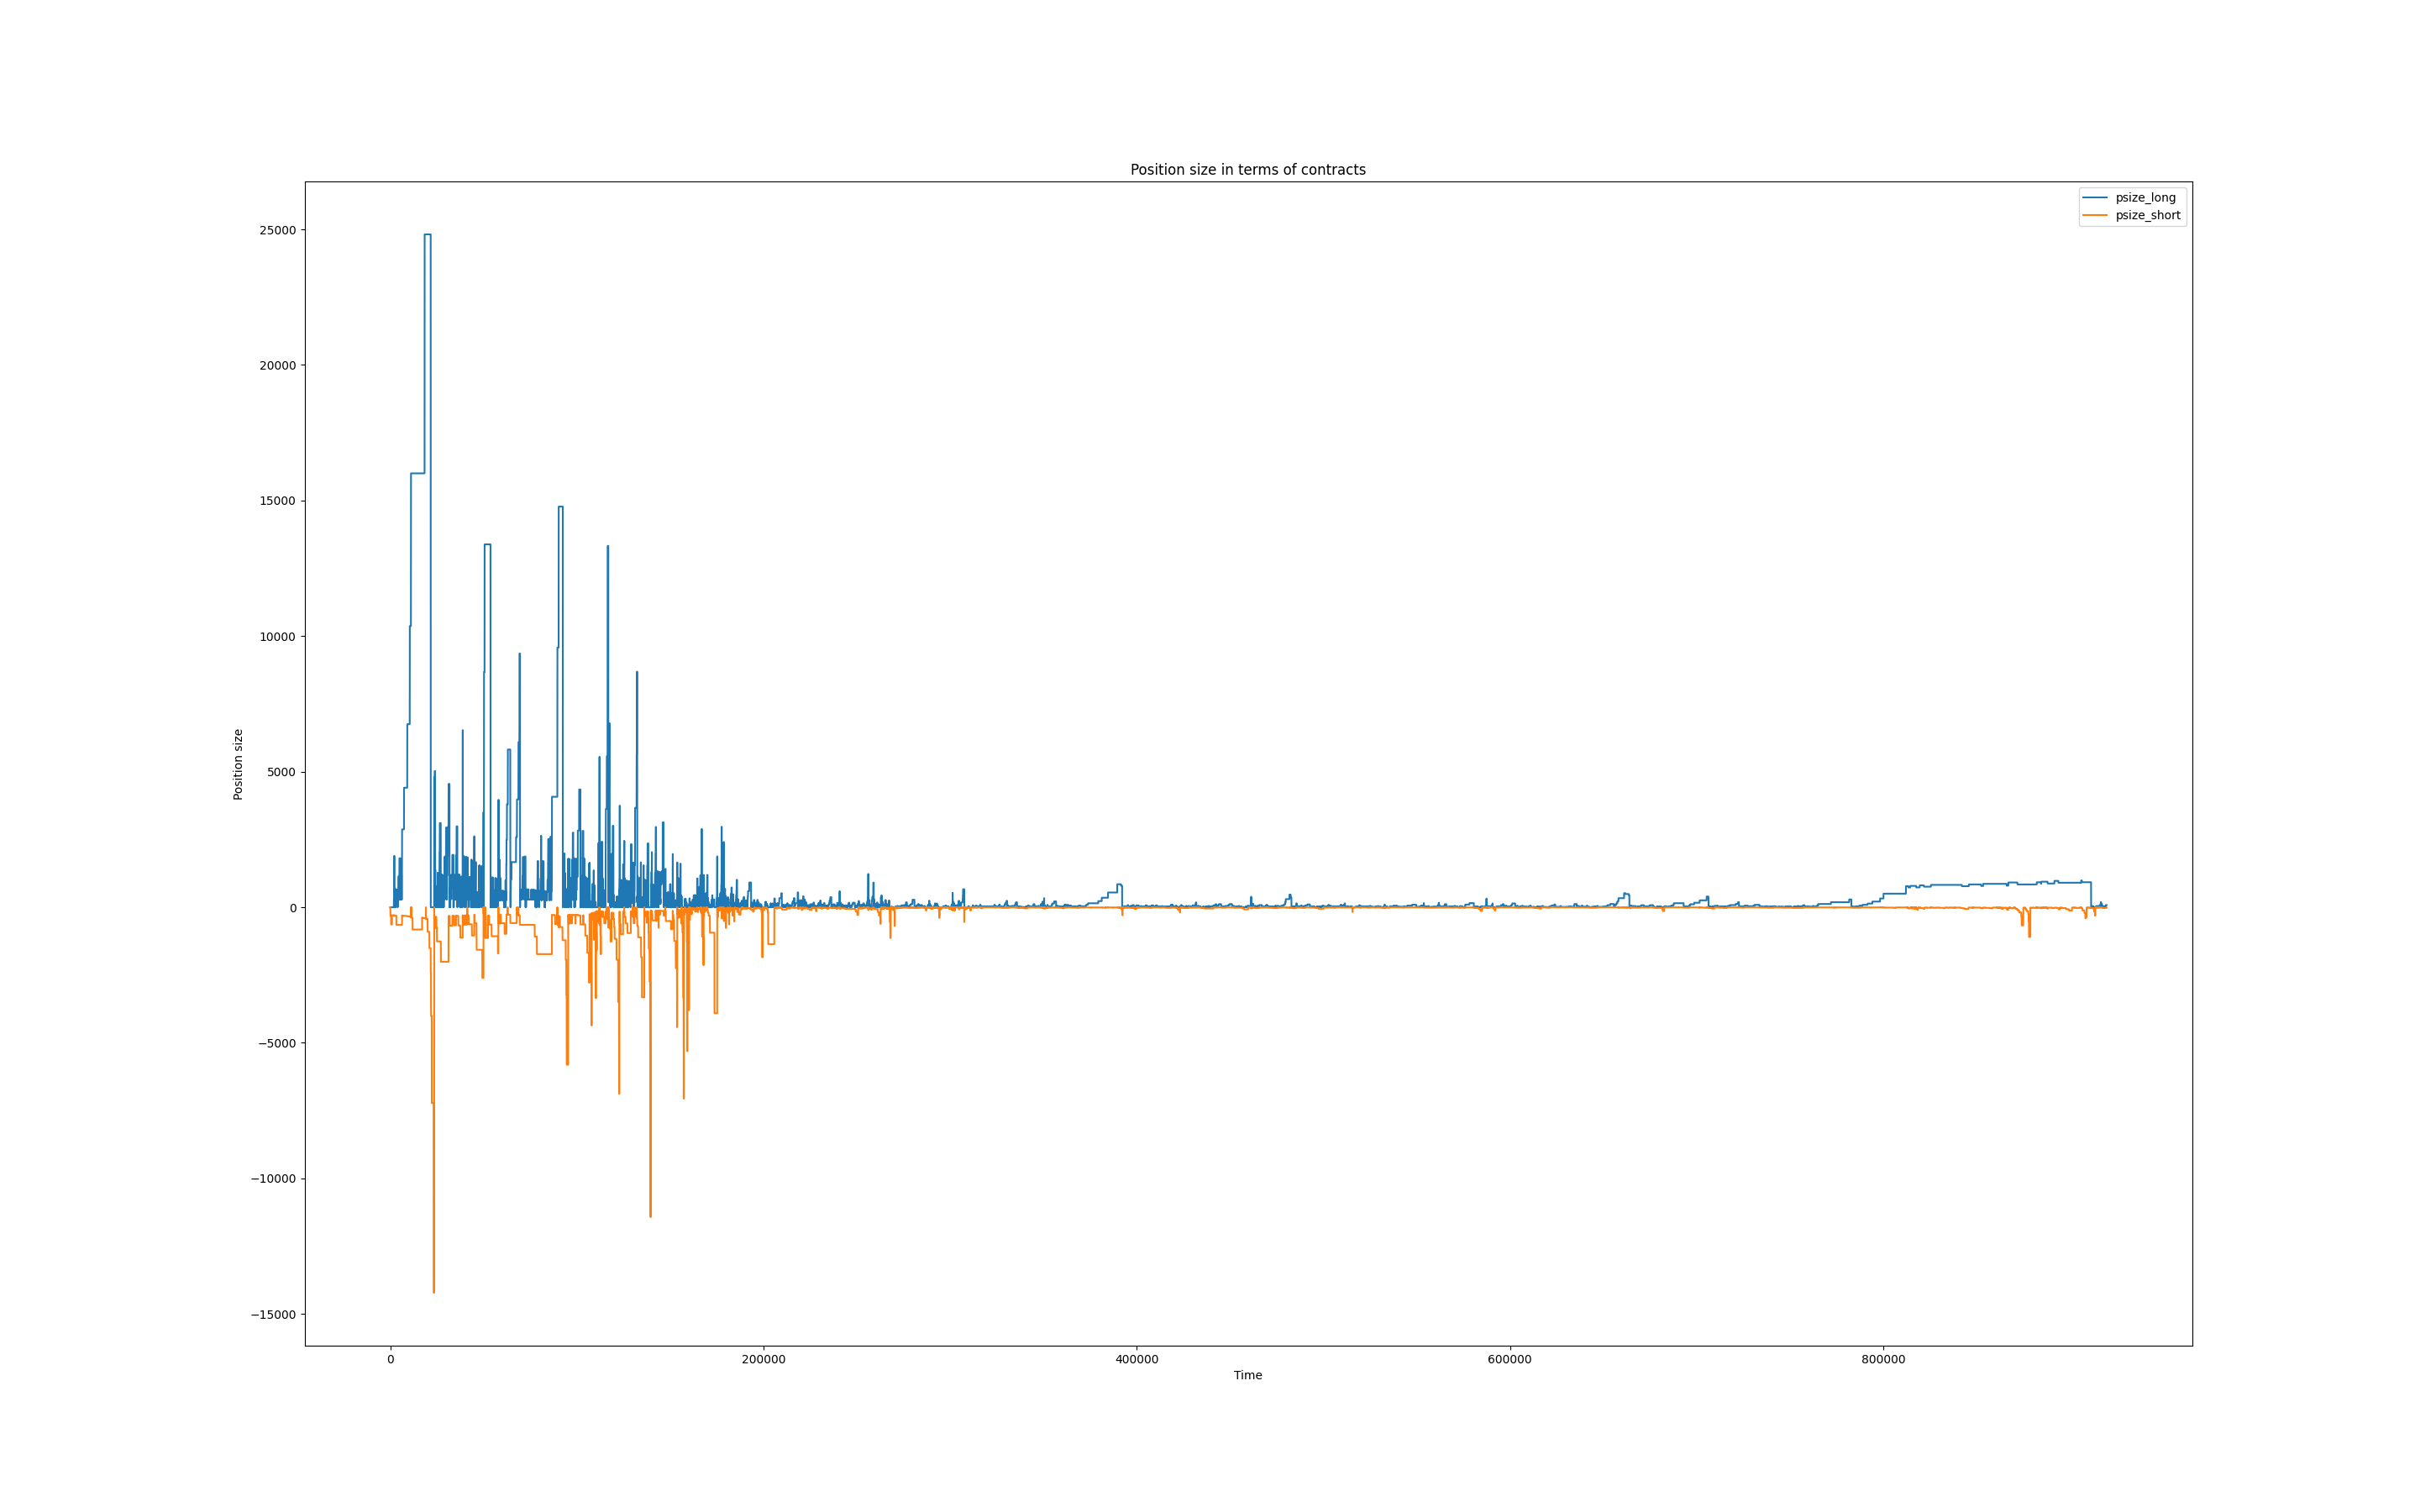 Position size in terms of contracts
psize_long
psize_short
Position size
25000
20000
15000
10000
5000
0
−5000
−10000
−15000
0 200000 400000 600000 800000
Time